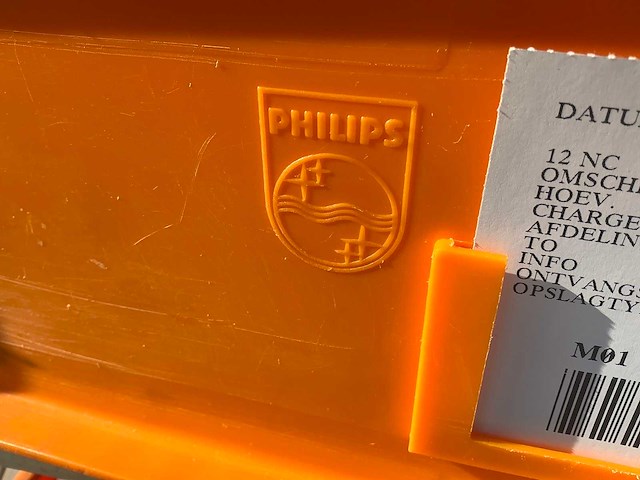 PHILIPS
DATU
12 NC
OMSCH
HOEV.
CHARGE
AFDELIN
TO
INFO
ONTVANGS
OPSLAGTY
M01